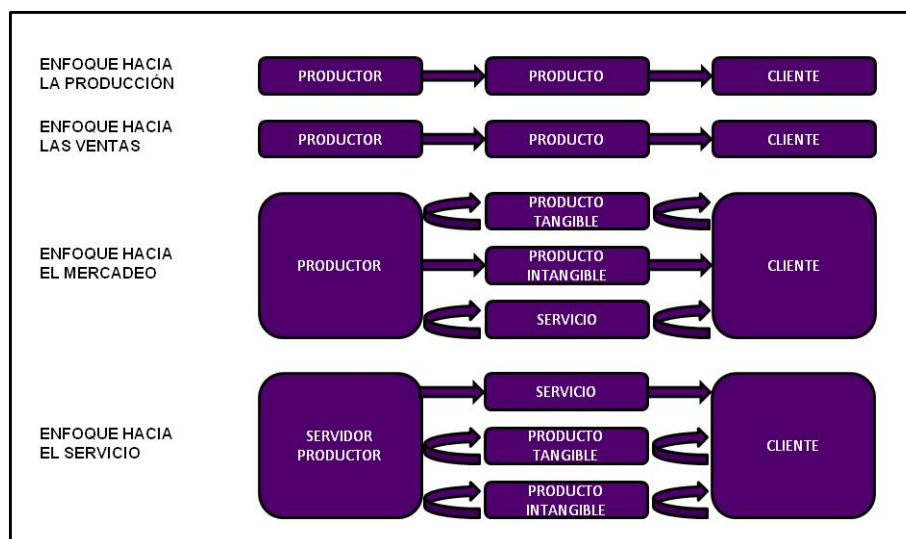 ENFOQUE HACIA
LA PRODUCCIÓN
PRODUCTOR
PRODUCTO
CLIENTE
ENFOQUE HACIA
LAS VENTAS
PRODUCTOR
PRODUCTO
CLIENTE
ENFOQUE HACIA
EL MERCADEO
PRODUCTOR
PRODUCTO
TANGIBLE
PRODUCTO
INTANGIBLE
SERVICIO
CLIENTE
ENFOQUE HACIA
EL SERVICIO
SERVIDOR
PRODUCTOR
SERVICIO
PRODUCTO
TANGIBLE
PRODUCTO
INTANGIBLE
CLIENTE